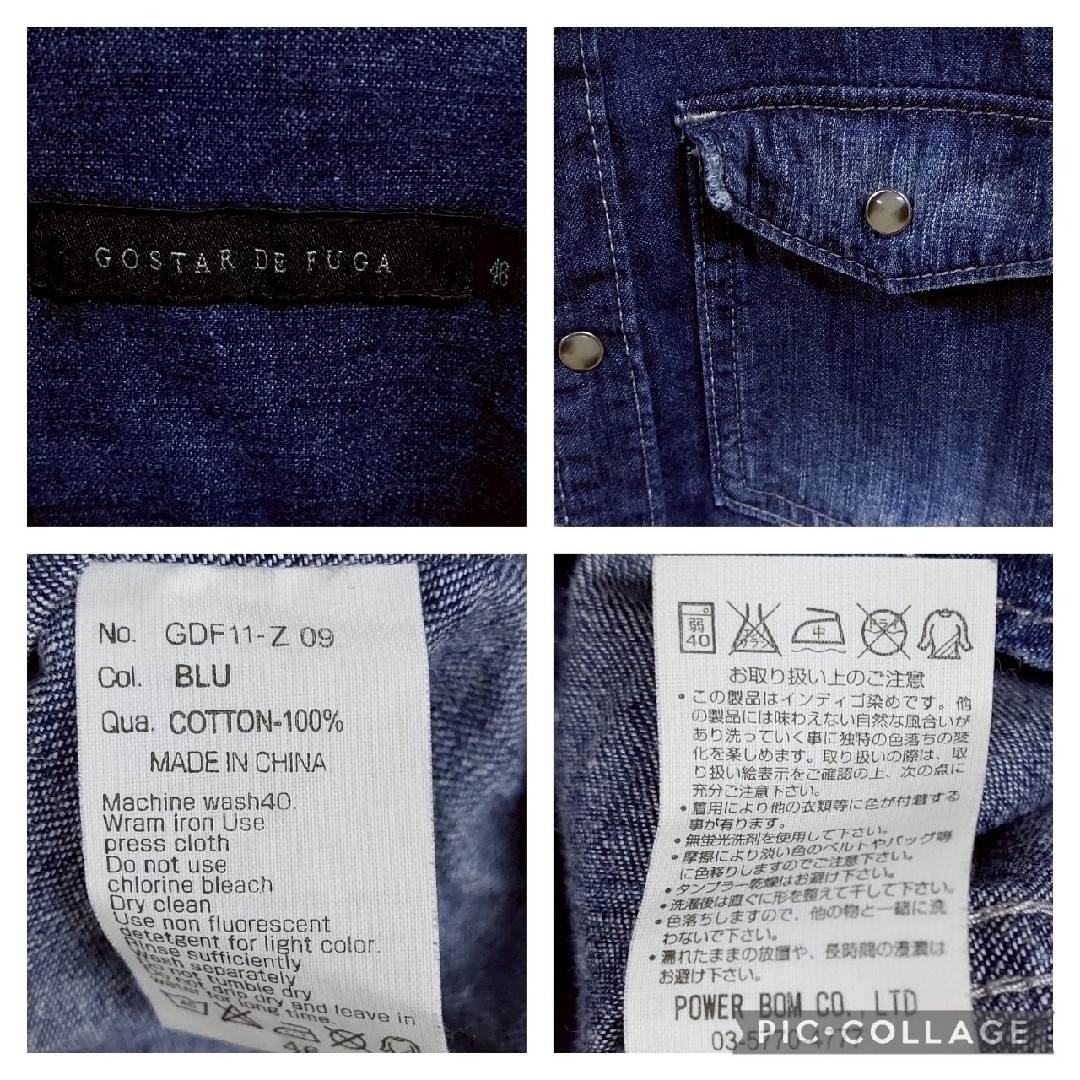 GOSTAR DE FUGA
46
No. GDF11-Z 09
Col. BLU
Qua. COTTON-100%
MADE IN CHINA
Machine wash40.
Wram iron Use
press cloth
Do not use
chlorine bleach
Dry clean
Use non fluorescent
detetgent for light color.
Rinse sufficiently
Wash separately
Do not tumble dry
Do not drip dry and leave in
water for long time.
46
弱
40
中
お取り扱い上のご注意
・この製品はインディゴ染めです。他
の製品には味わえない自然な風合いが
あり洗っていく事に独特の色落ちの変
化を楽しめます。取り扱いの際は、取
り扱い絵表示をご確認の上、次の点に
充分ご注意下さい。
・着用により他の衣類等に色が付着する
事が有ります。
・無蛍光洗剤を使用して下さい。
・摩擦により淡い色のベルトやバッグ等
に色移りしますのでご注意下さい。
・タンブラー乾燥はお避け下さい。
・洗濯後は直ぐに形を整えて干して下さい。
・色落ちしますので、他の物と一緒に洗
わないで下さい。
・濡れたままの放置や、長時間の浸漬は
お避け下さい。
POWER BOM CO., LTD
PIC•COLLAGE